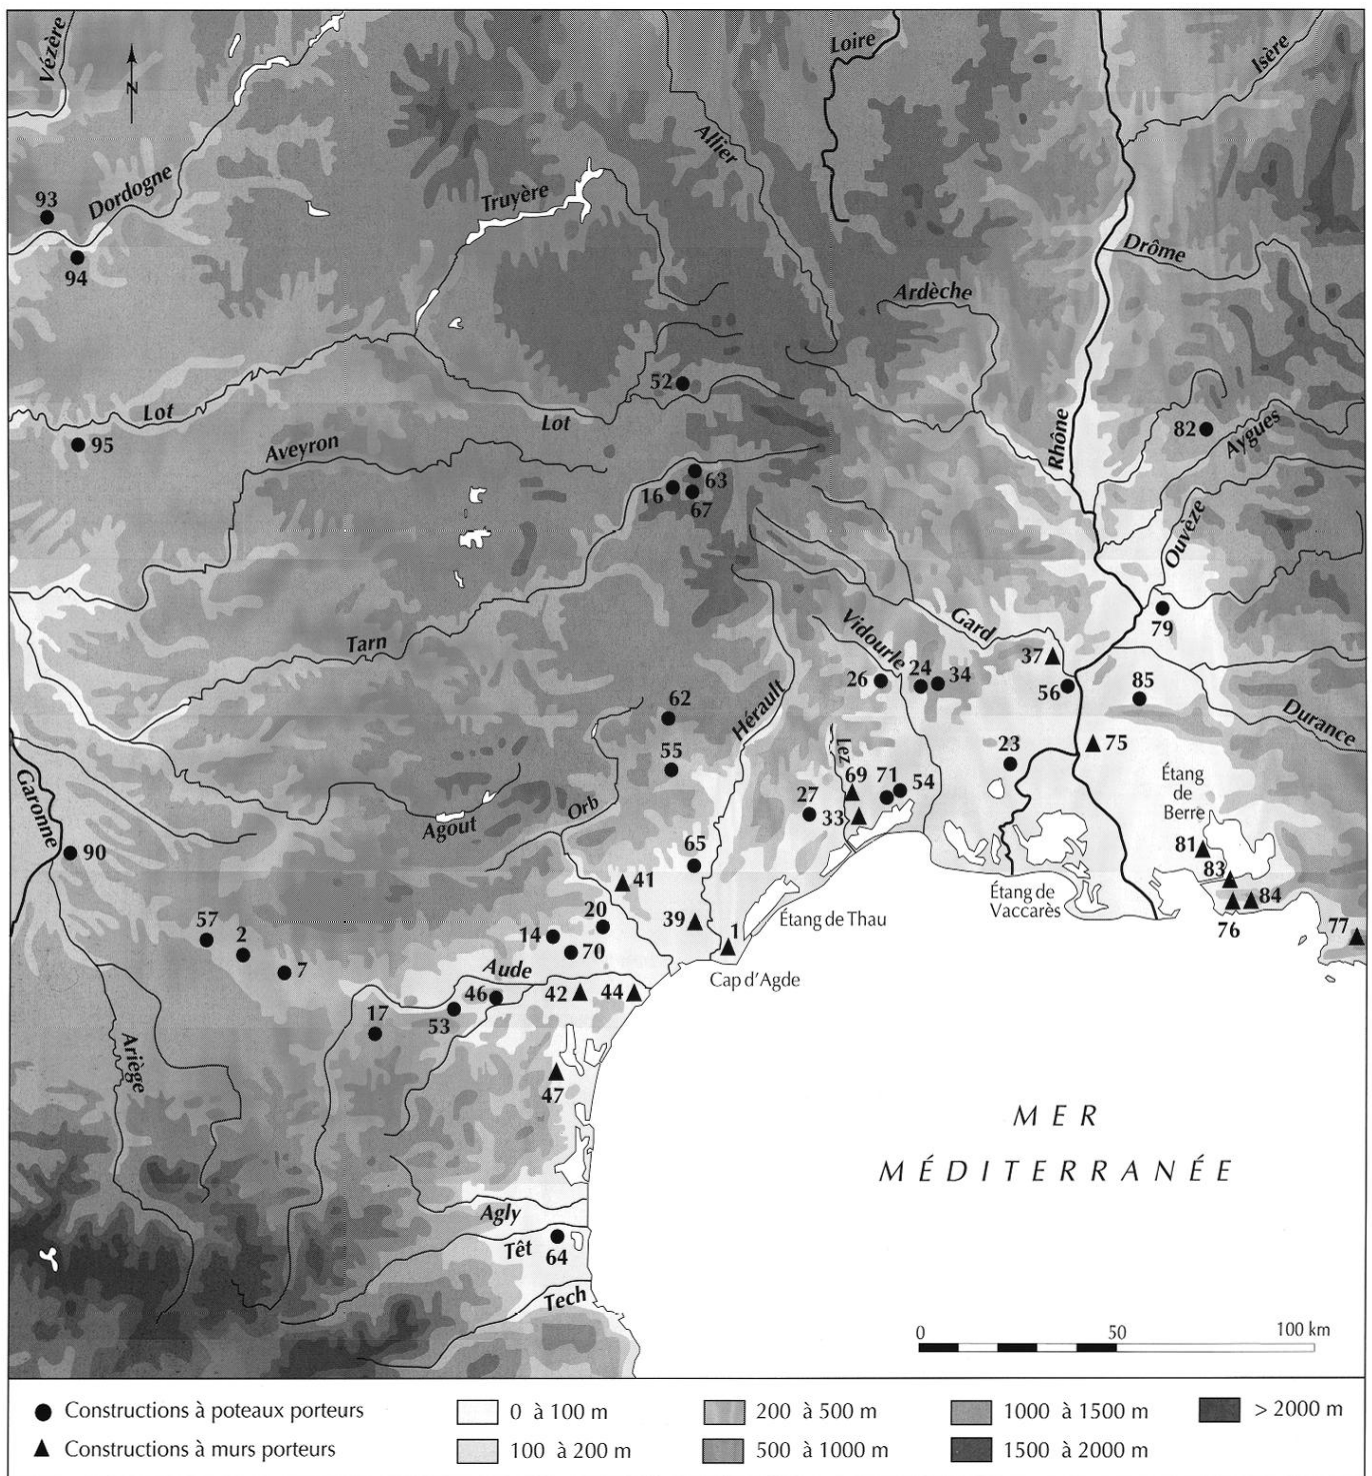 Vézère
N
Loire
Isère
Allier
93
Dordogne
94
Truyère
Drôme
Ardèche
52
Lot
Lot
Rhône
82
Aygues
95
Aveyron
63
16
67
Ouvèze
79
Tarn
Vidourle
Gard
37
26
24
34
56
85
Durance
62
Hérault
55
Lez
23
75
Garonne
69
71
54
27
33
Étang
de
Berre
Orb
Agout
90
65
81
83
41
84
76
77
Étang de
Vaccarès
57
2
7
20
39
1
Étang de Thau
14
70
Cap d'Agde
Aude
46
42
44
53
17
Ariège
47
MER
MÉDITERRANÉE
Agly
Têt
64
Tech
0 50 100 km
Constructions à poteaux porteurs
0 à 100 m
200 à 500 m
1000 à 1500 m
> 2000 m
Constructions à murs porteurs
100 à 200 m
500 à 1000 m
1500 à 2000 m